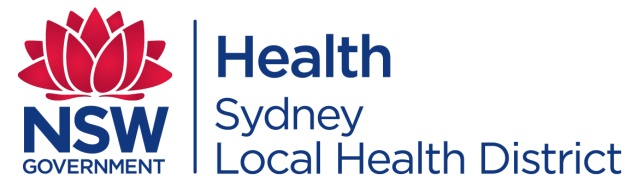 NSW
GOVERNMENT
Health
Sydney
Local Health District